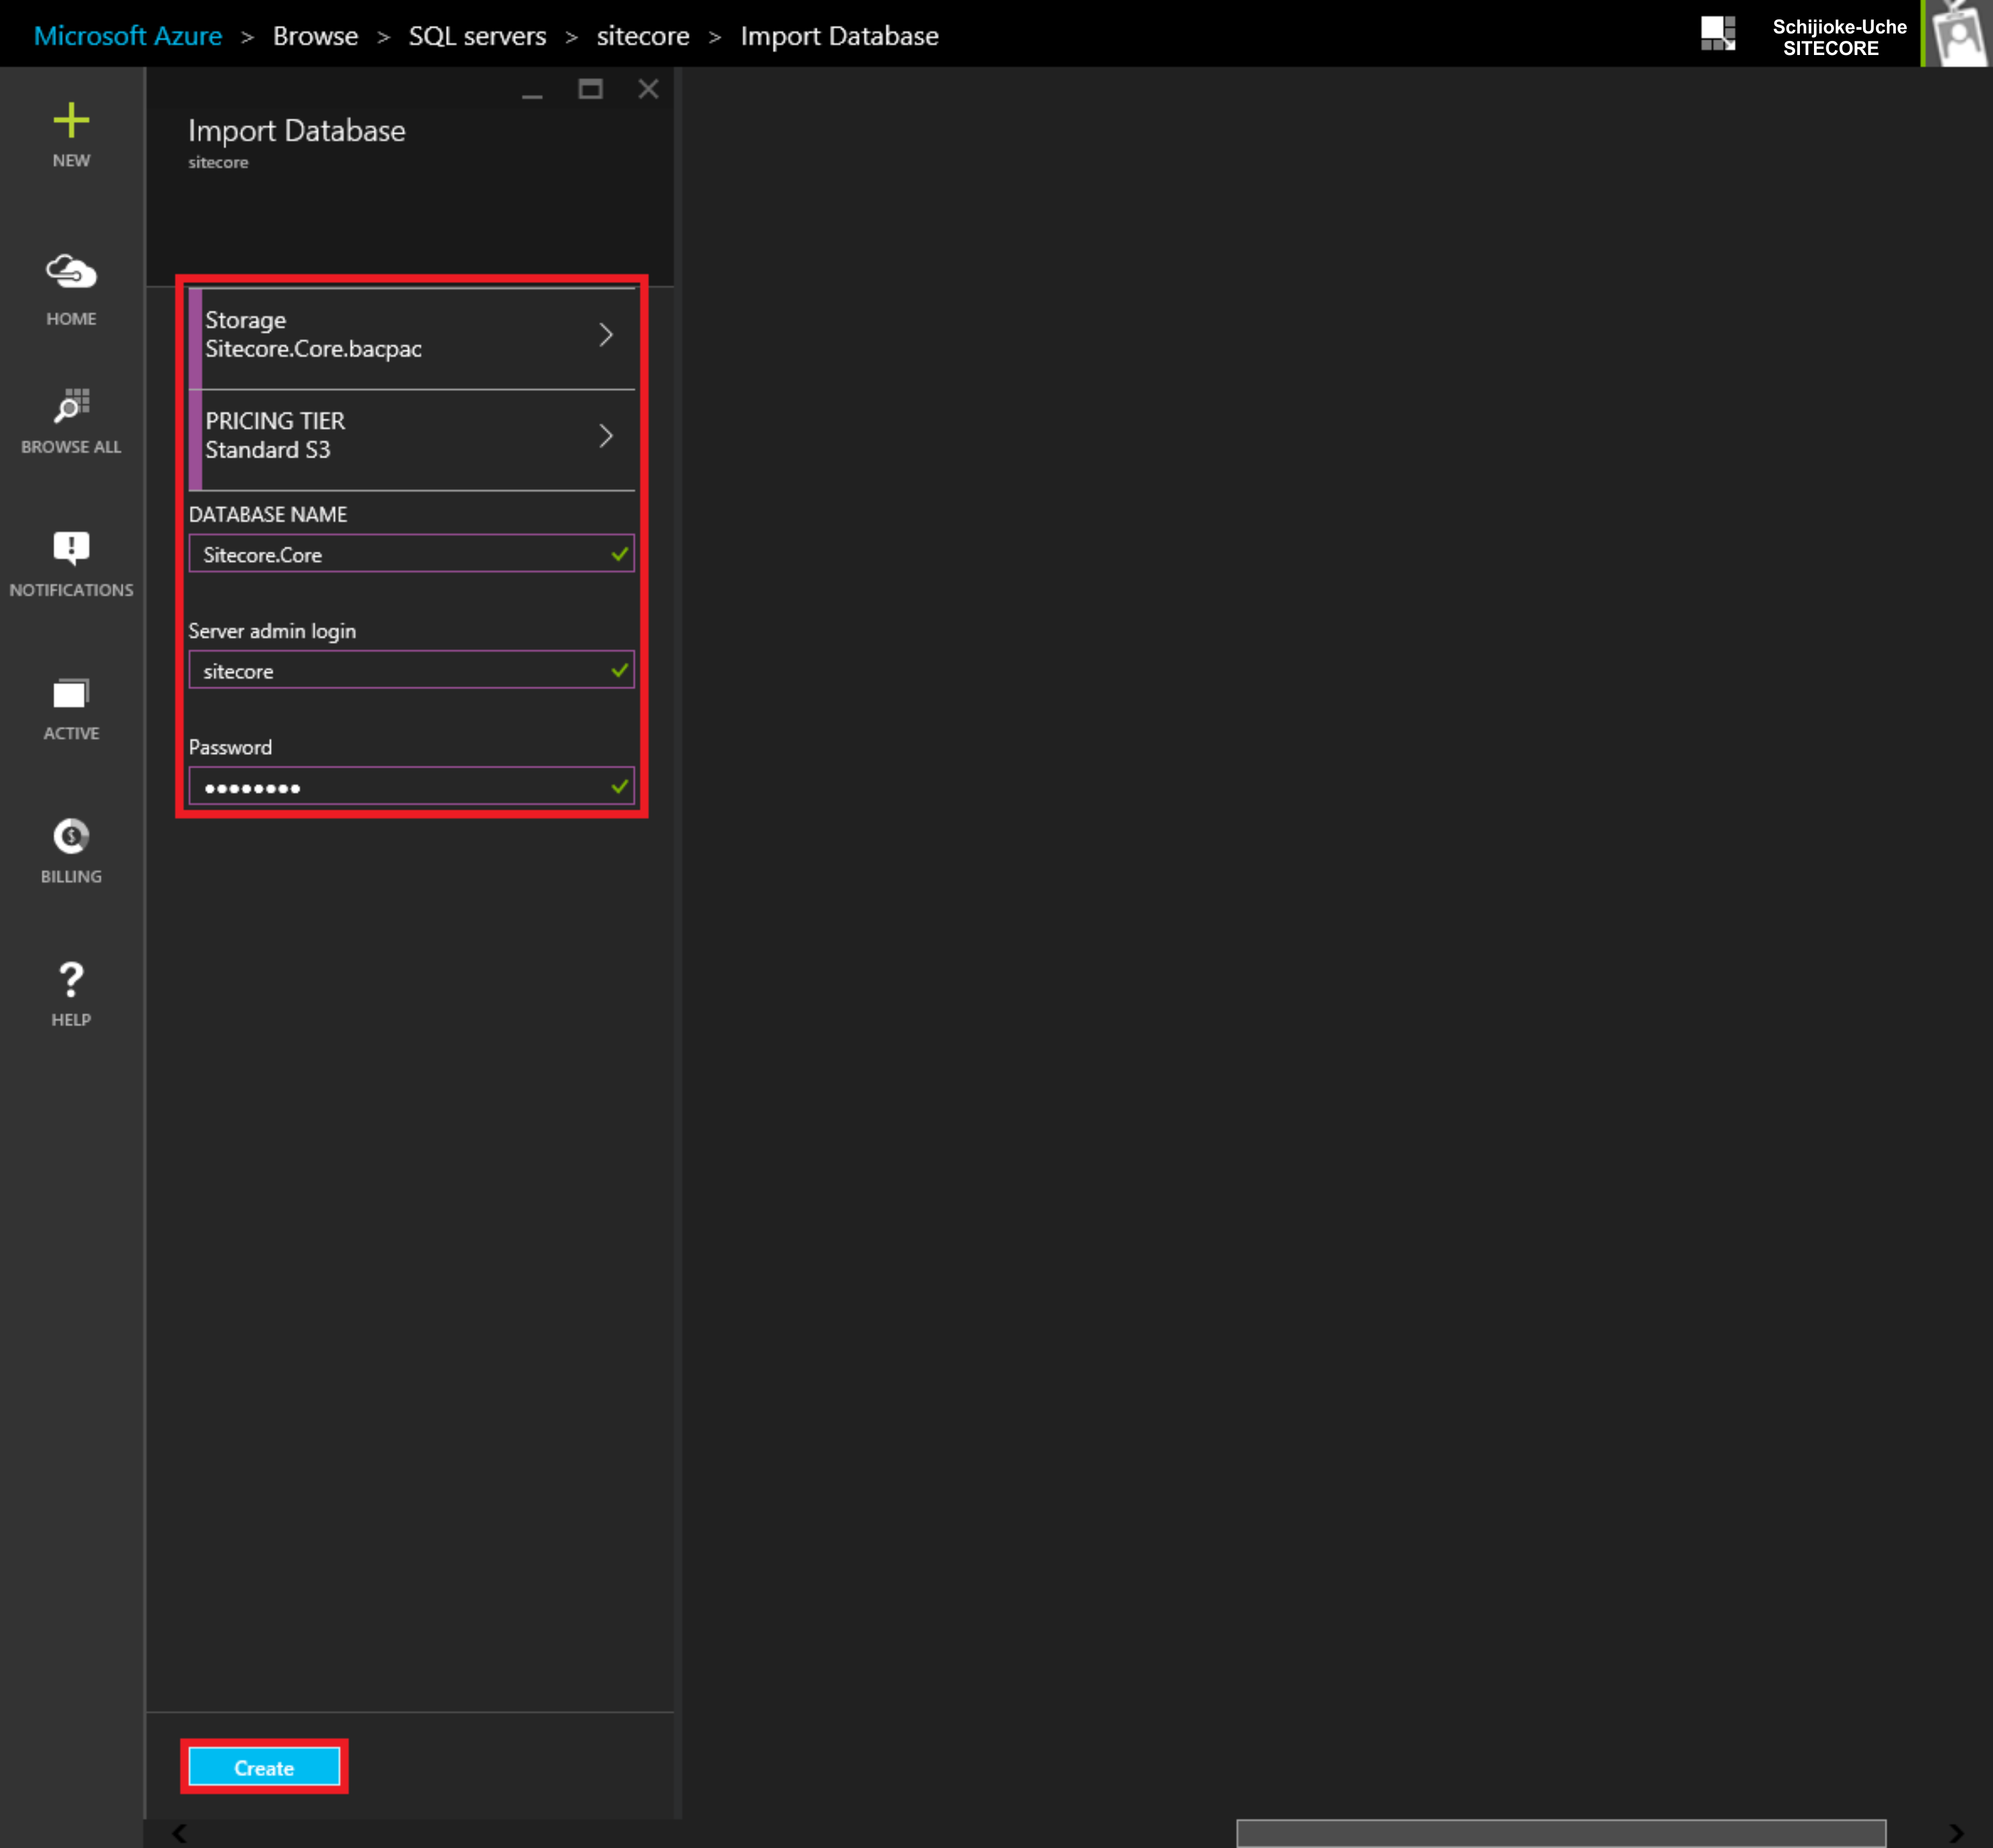 Microsoft Azure > Browse > SQL servers > sitecore > Import Database
Schijioke-Uche
SITECORE
NEW
HOME
BROWSE ALL
NOTIFICATIONS
ACTIVE
BILLING
HELP
Import Database
sitecore
Storage
Sitecore.Core.bacpac
PRICING TIER
Standard S3
DATABASE NAME
Sitecore.Core
Server admin login
sitecore
Password
••••••••
Create